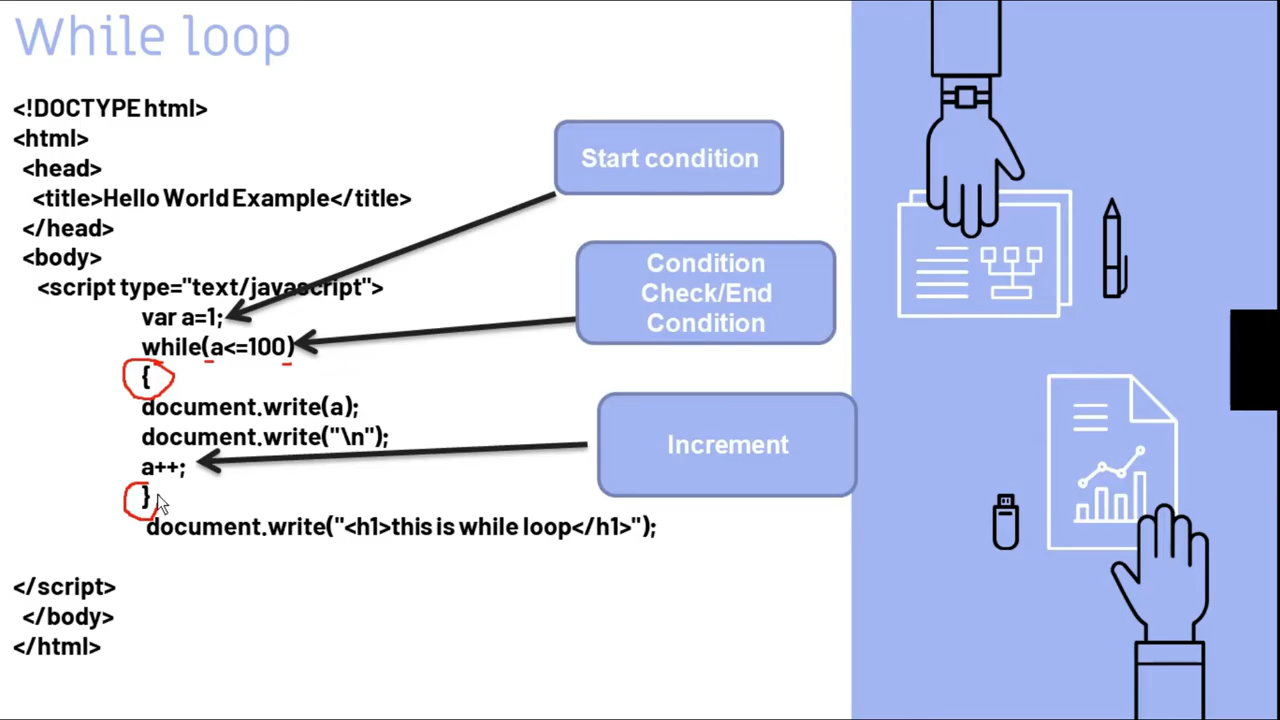 While loop
<!DOCTYPE html>
<html>
<head>
<title>Hello World Example</title>
</head>
<body>
<script type="text/javascript">
var a=1;
while(a<=100)
{
document.write(a);
document.write("\n");
a++;
}
document.write("<h1>this is while loop</h1>");
</script>
</body>
</html>
Start condition
Condition
Check/End
Condition
Increment